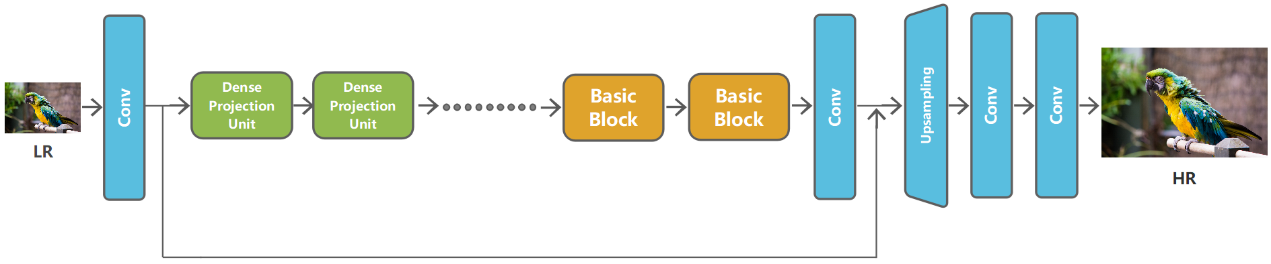 LR
Conv
Dense
Projection
Unit
Dense
Projection
Unit
Basic
Block
Basic
Block
Conv
Upsampling
Conv
Conv
HR